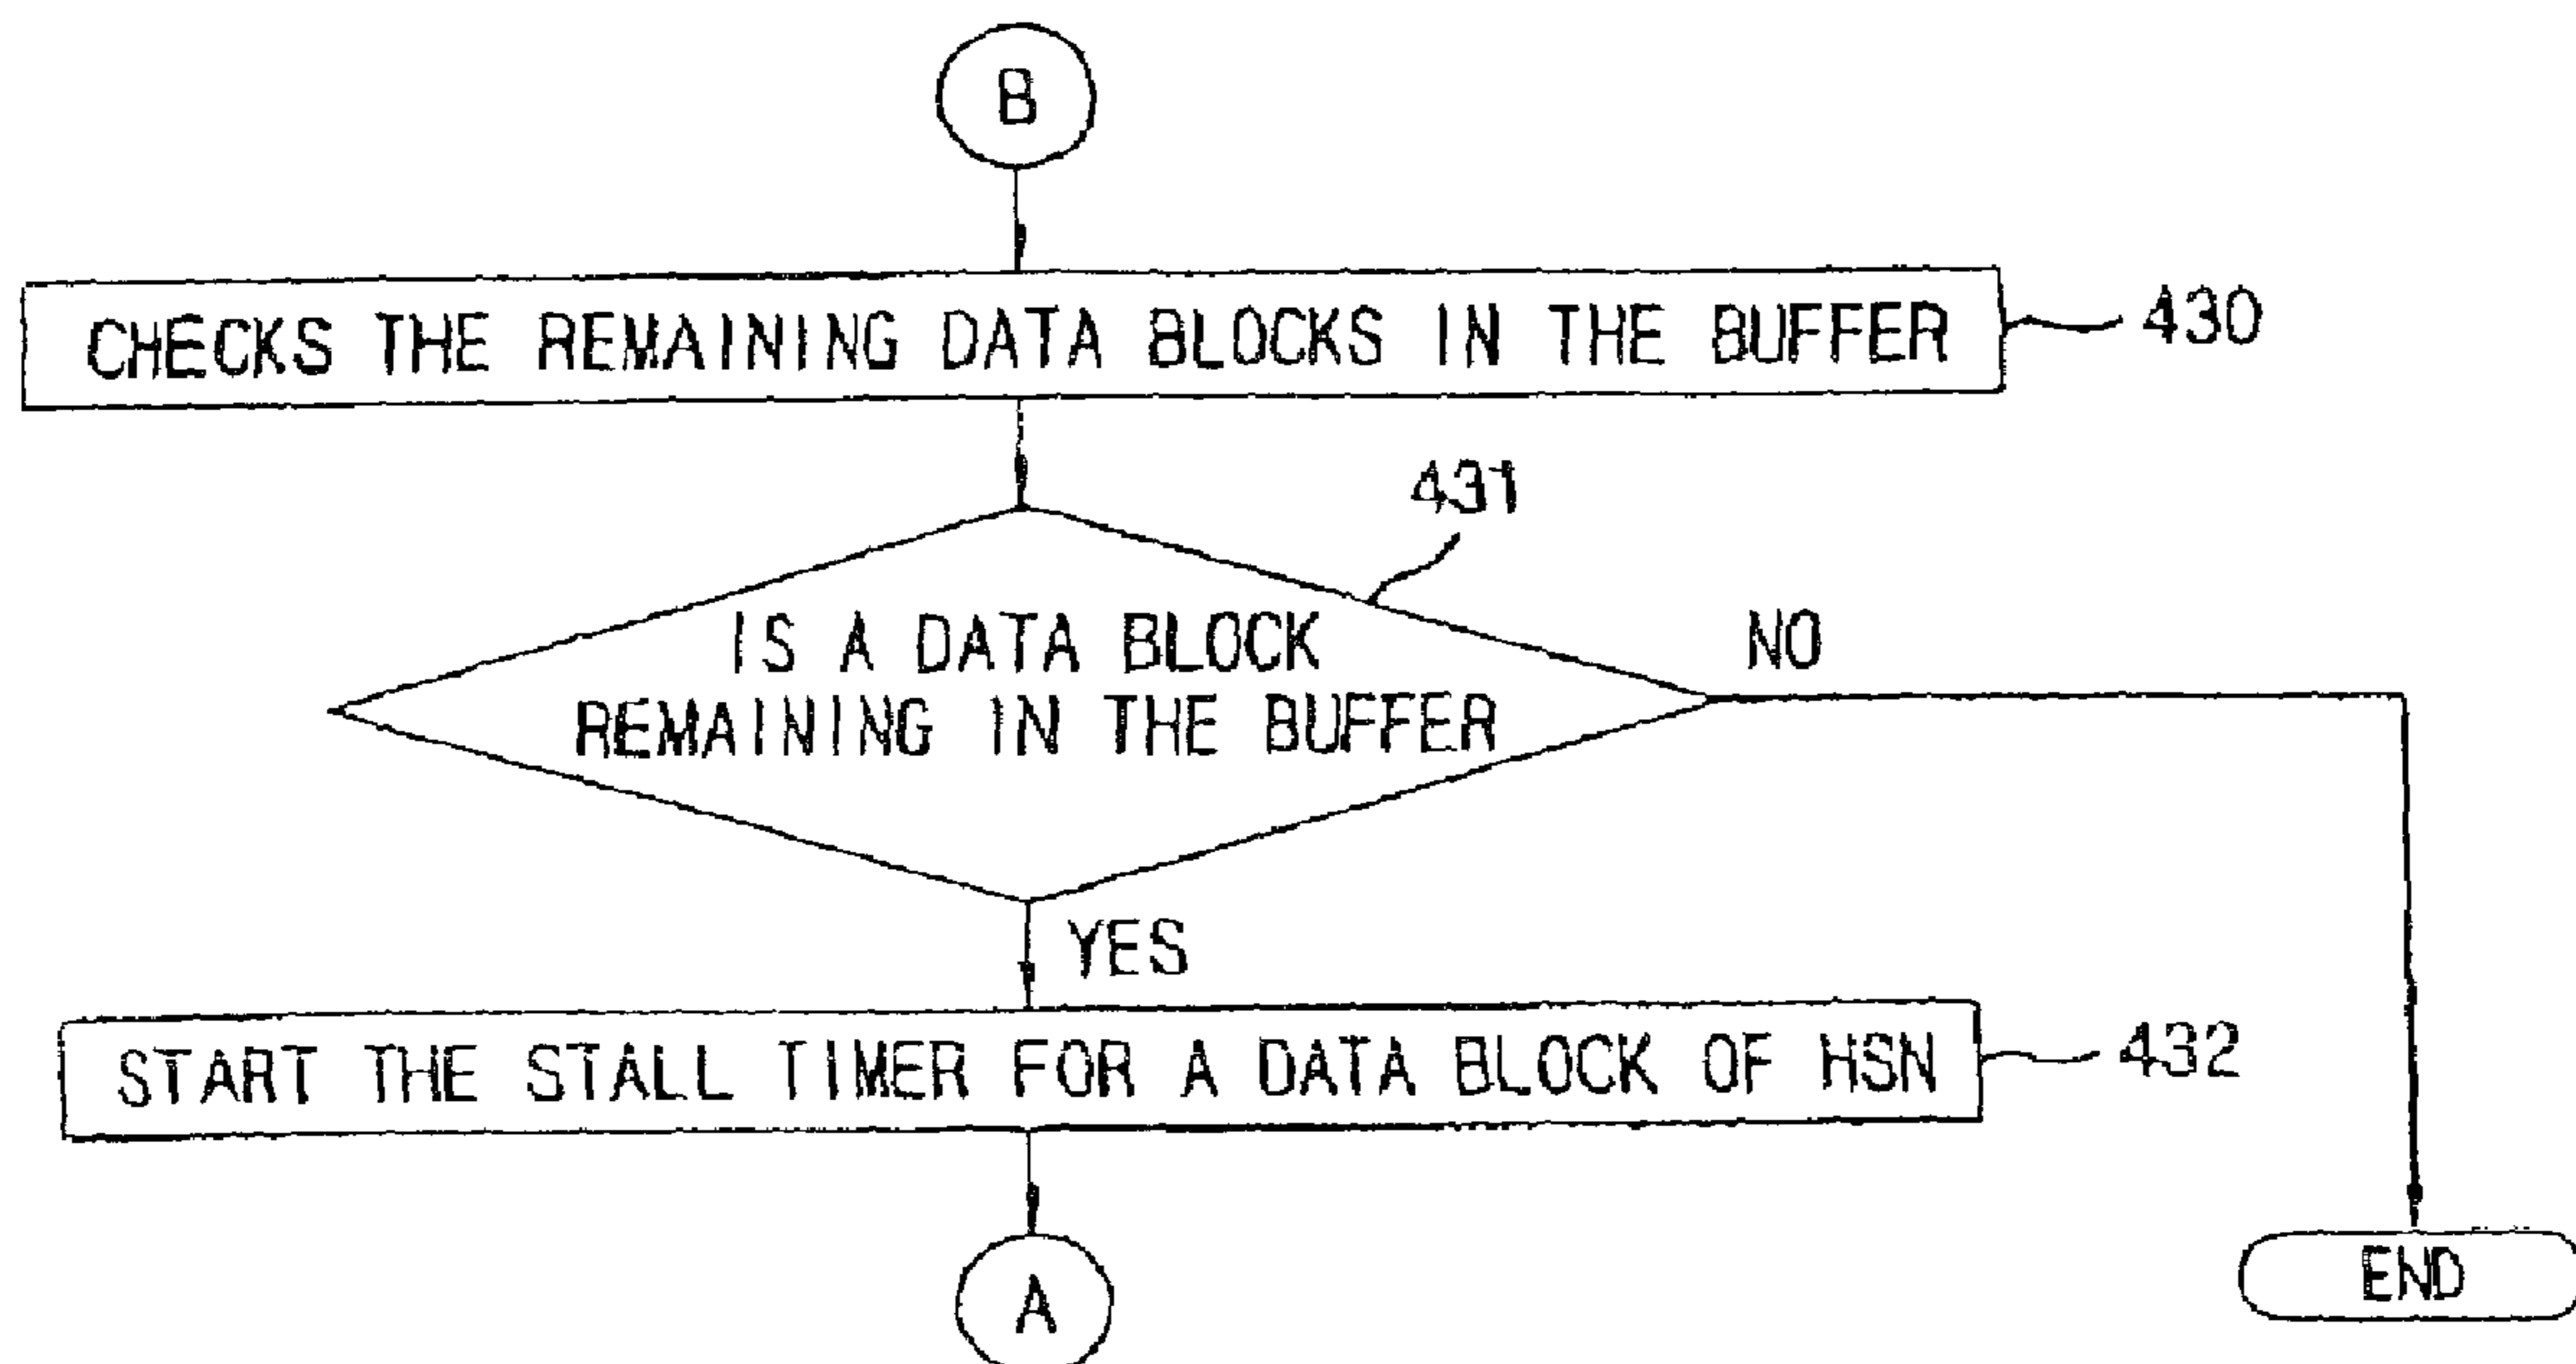 B
CHECKS THE REMAINING DATA BLOCKS IN THE BUFFER
430
431
IS A DATA BLOCK
REMAINING IN THE BUFFER
NO
YES
START THE STALL TIMER FOR A DATA BLOCK OF HSN
432
END
A